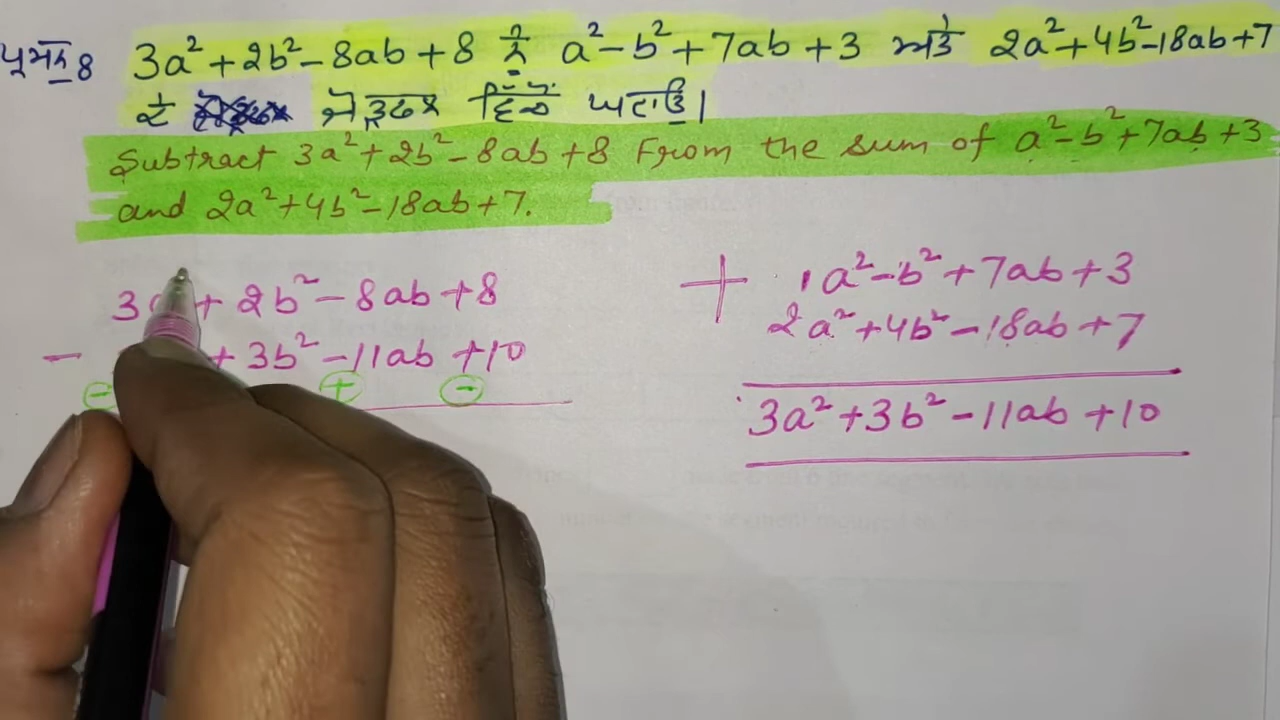 ਪ੍ਰਸ਼ਨ 8 3a² + 2b² - 8ab + 8 ਨੂੰ a² - b² + 7ab + 3 ਅਤੇ 2a² + 4b² - 18ab + 7
ਦੇ ਜੋੜਫਲ ਵਿੱਚੋਂ ਘਟਾਓ।
Subtract 3a² + 2b² - 8ab + 8 From the sum of a² - b² + 7ab + 3
and 2a² + 4b² - 18ab + 7.
3a + 2b² - 8ab + 8
- + 3b² - 11ab + 10
- + -
+ 1a² - b² + 7ab + 3
2a² + 4b² - 18ab + 7
3a² + 3b² - 11ab + 10